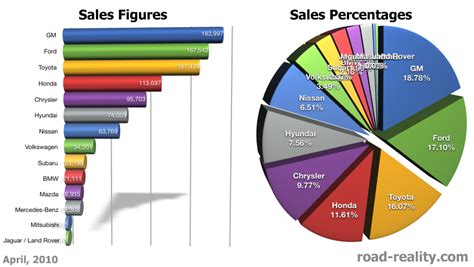 Sales Figures
GM 183,997
Ford 167,542
Toyota 157,439
Honda 113,697
Chrysler 95,703
Hyundai 74,059
Nissan 63,769
Volkswagen
Subaru
BMW
Mazda
Mercedes-Benz
Mitsubishi
Jaguar / Land Rover
April, 2010
Sales Percentages
GM
18.78%
Ford
17.10%
Toyota
16.07%
Honda
11.61%
Chrysler
9.77%
Hyundai
7.56%
Nissan
6.51%
3.49%
road-reality.com